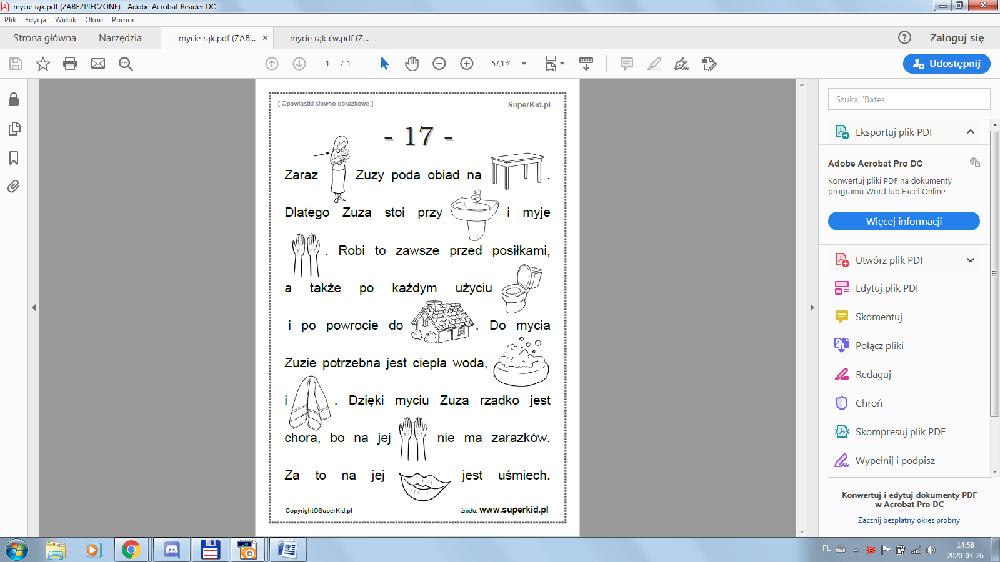 mycie rąk.pdf (ZABEZPIECZONE) - Adobe Acrobat Reader DC
Plik Edycja Widok Okno Pomoc
Strona główna Narzędzia mycie rąk.pdf (ZAB... × mycie rąk ćw.pdf (Z... Zaloguj się
1 / 1 57,1% Udostępnij
[ Opowiastki słowno-obrazkowe ] SuperKid.pl
- 17 -
Zaraz Zuzy poda obiad na .
Dlatego Zuza stoi przy i myje
. Robi to zawsze przed posiłkami,
a także po każdym użyciu
i po powrocie do . Do mycia
Zuzie potrzebna jest ciepła woda,
i . Dzięki myciu Zuza rzadko jest
chora, bo na jej nie ma zarazków.
Za to na jej jest uśmiech.
Copyright©SuperKid.pl źródło: www.superkid.pl
Szukaj 'Bates'
Eksportuj plik PDF
Adobe Acrobat Pro DC
Konwertuj pliki PDF na dokumenty
programu Word lub Excel Online
Więcej informacji
Utwórz plik PDF
Edytuj plik PDF
Skomentuj
Połącz pliki
Redaguj
Chroń
Skompresuj plik PDF
Wypełnij i podpisz
Konwertuj i edytuj dokumenty PDF
w Acrobat Pro DC
Zacznij bezpłatny okres próbny
ICO
PL
14:58
2020-03-26